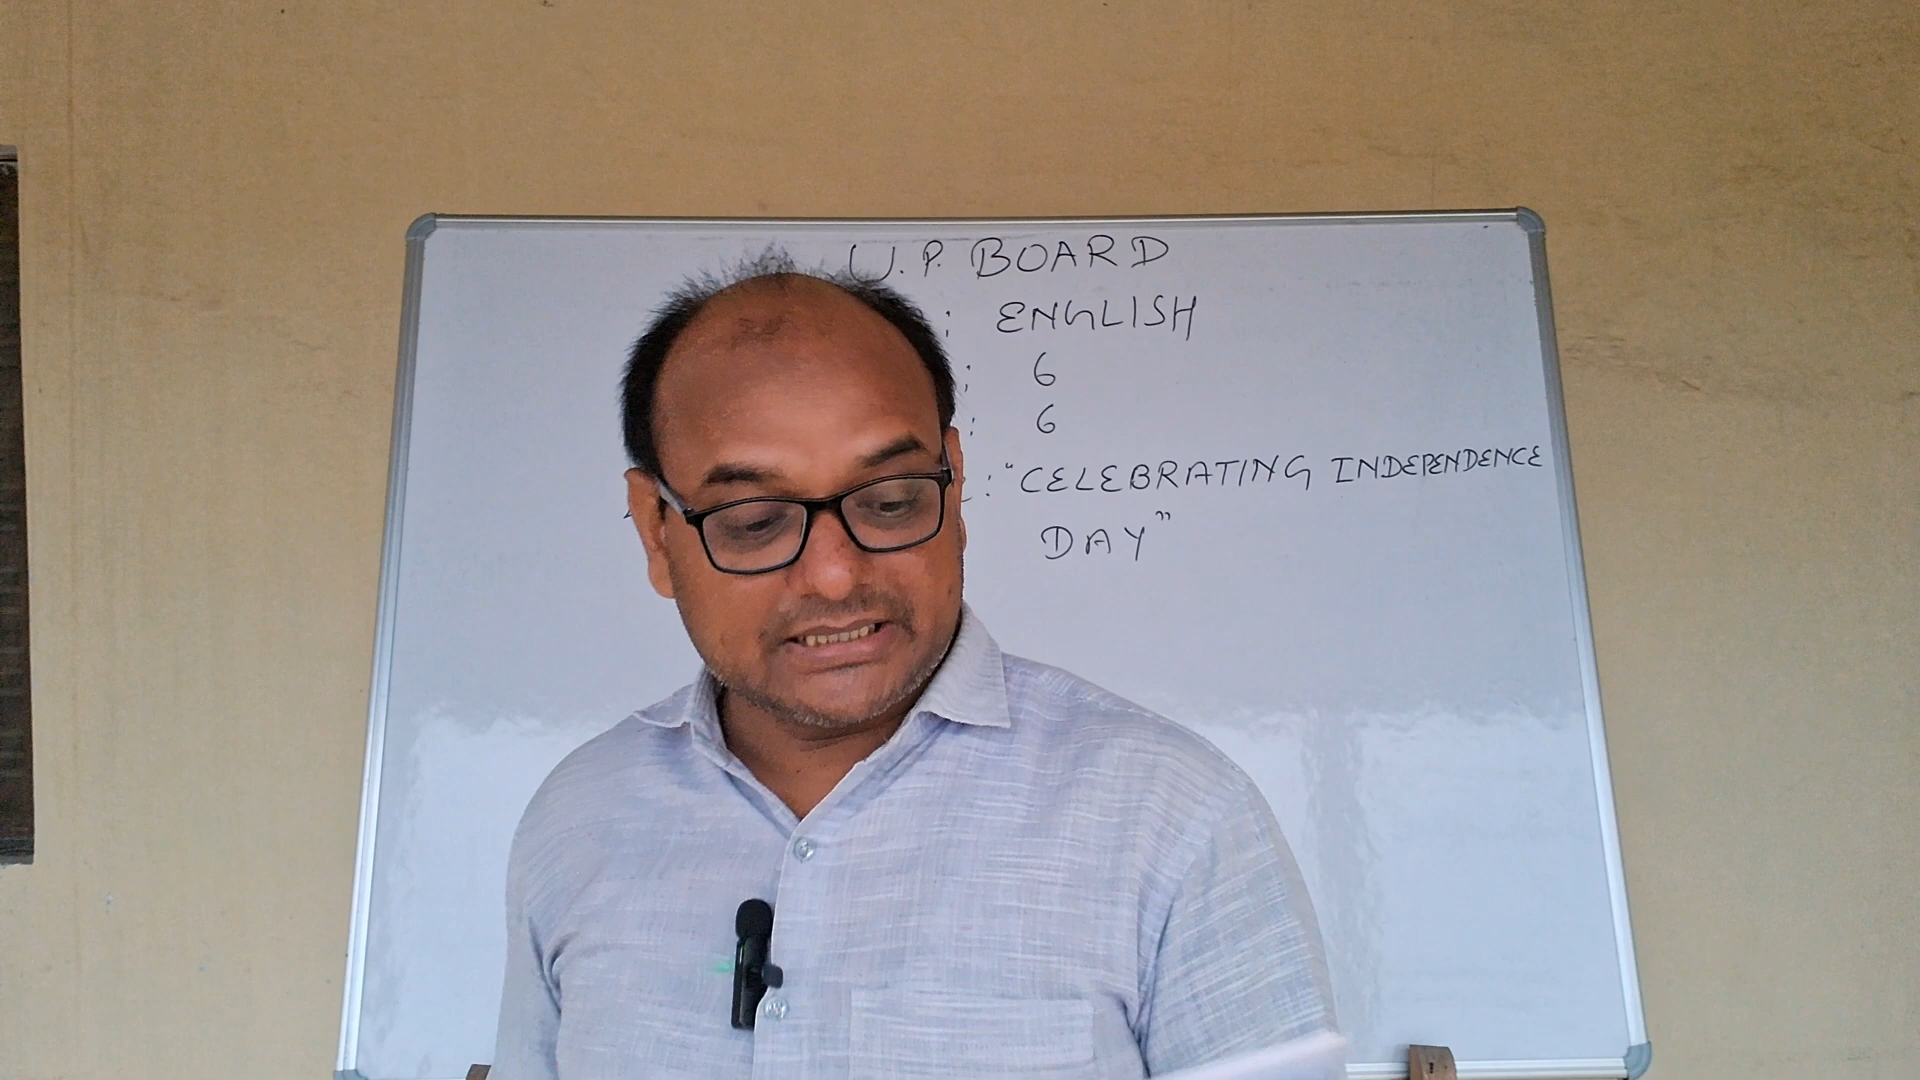 U.P. BOARD
: ENGLISH
: 6
: 6
: "CELEBRATING INDEPENDENCE
DAY"